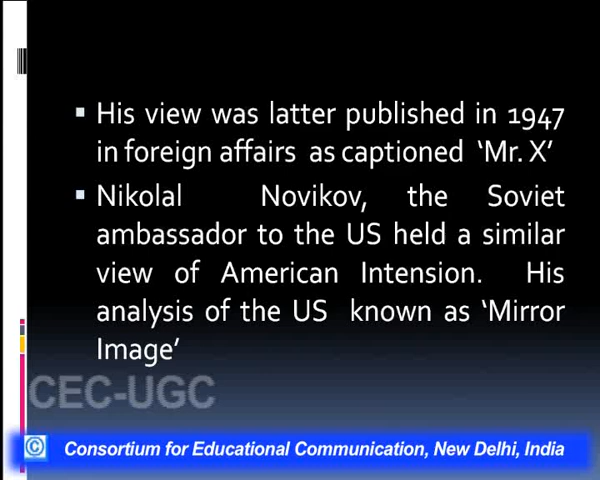 ▪ His view was latter published in 1947
in foreign affairs as captioned ‘Mr. X’
▪ Nikolal Novikov, the Soviet
ambassador to the US held a similar
view of American Intension. His
analysis of the US known as ‘Mirror
Image’
CEC-UGC
© Consortium for Educational Communication, New Delhi, India